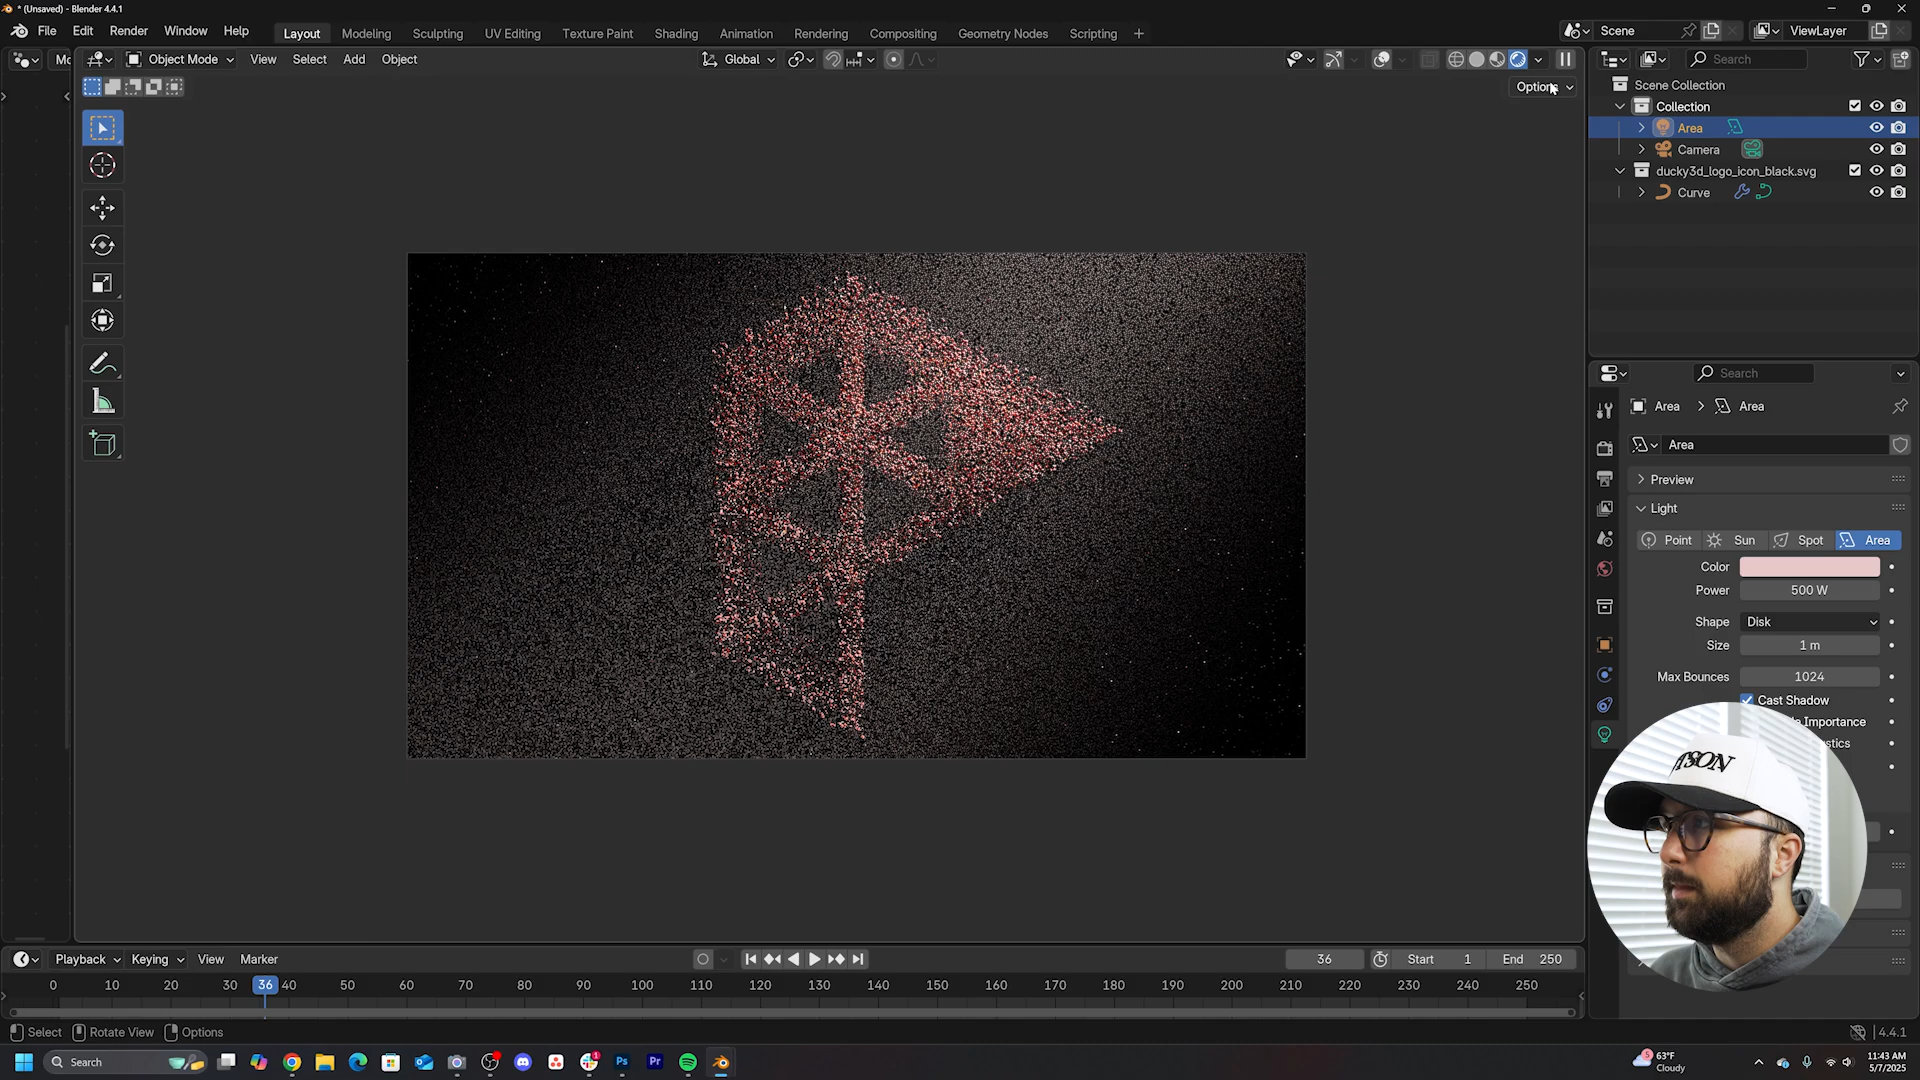 * (Unsaved) - Blender 4.4.1
File Edit Render Window Help
Layout Modeling Sculpting UV Editing Texture Paint Shading Animation Rendering Compositing Geometry Nodes Scripting +
Scene
ViewLayer
Mo
Object Mode View Select Add Object
Global
Search
Options
Scene Collection
Collection
Area
Camera
ducky3d_logo_icon_black.svg
Curve
Search
Area > Area
Area
Preview
Light
Point Sun Spot Area
Color
Power 500 W
Shape Disk
Size 1 m
Max Bounces 1024
Cast Shadow
Importance
Playback Keying View Marker
36
Start 1
End 250
0 10 20 30 36 40 50 60 70 80 90 100 110 120 130 140 150 160 170 180 190 200 210 220 230 240 250
Select Rotate View Options
4.4.1
Search
Ps
Pr
63°F
Cloudy
11:43 AM
5/7/2025